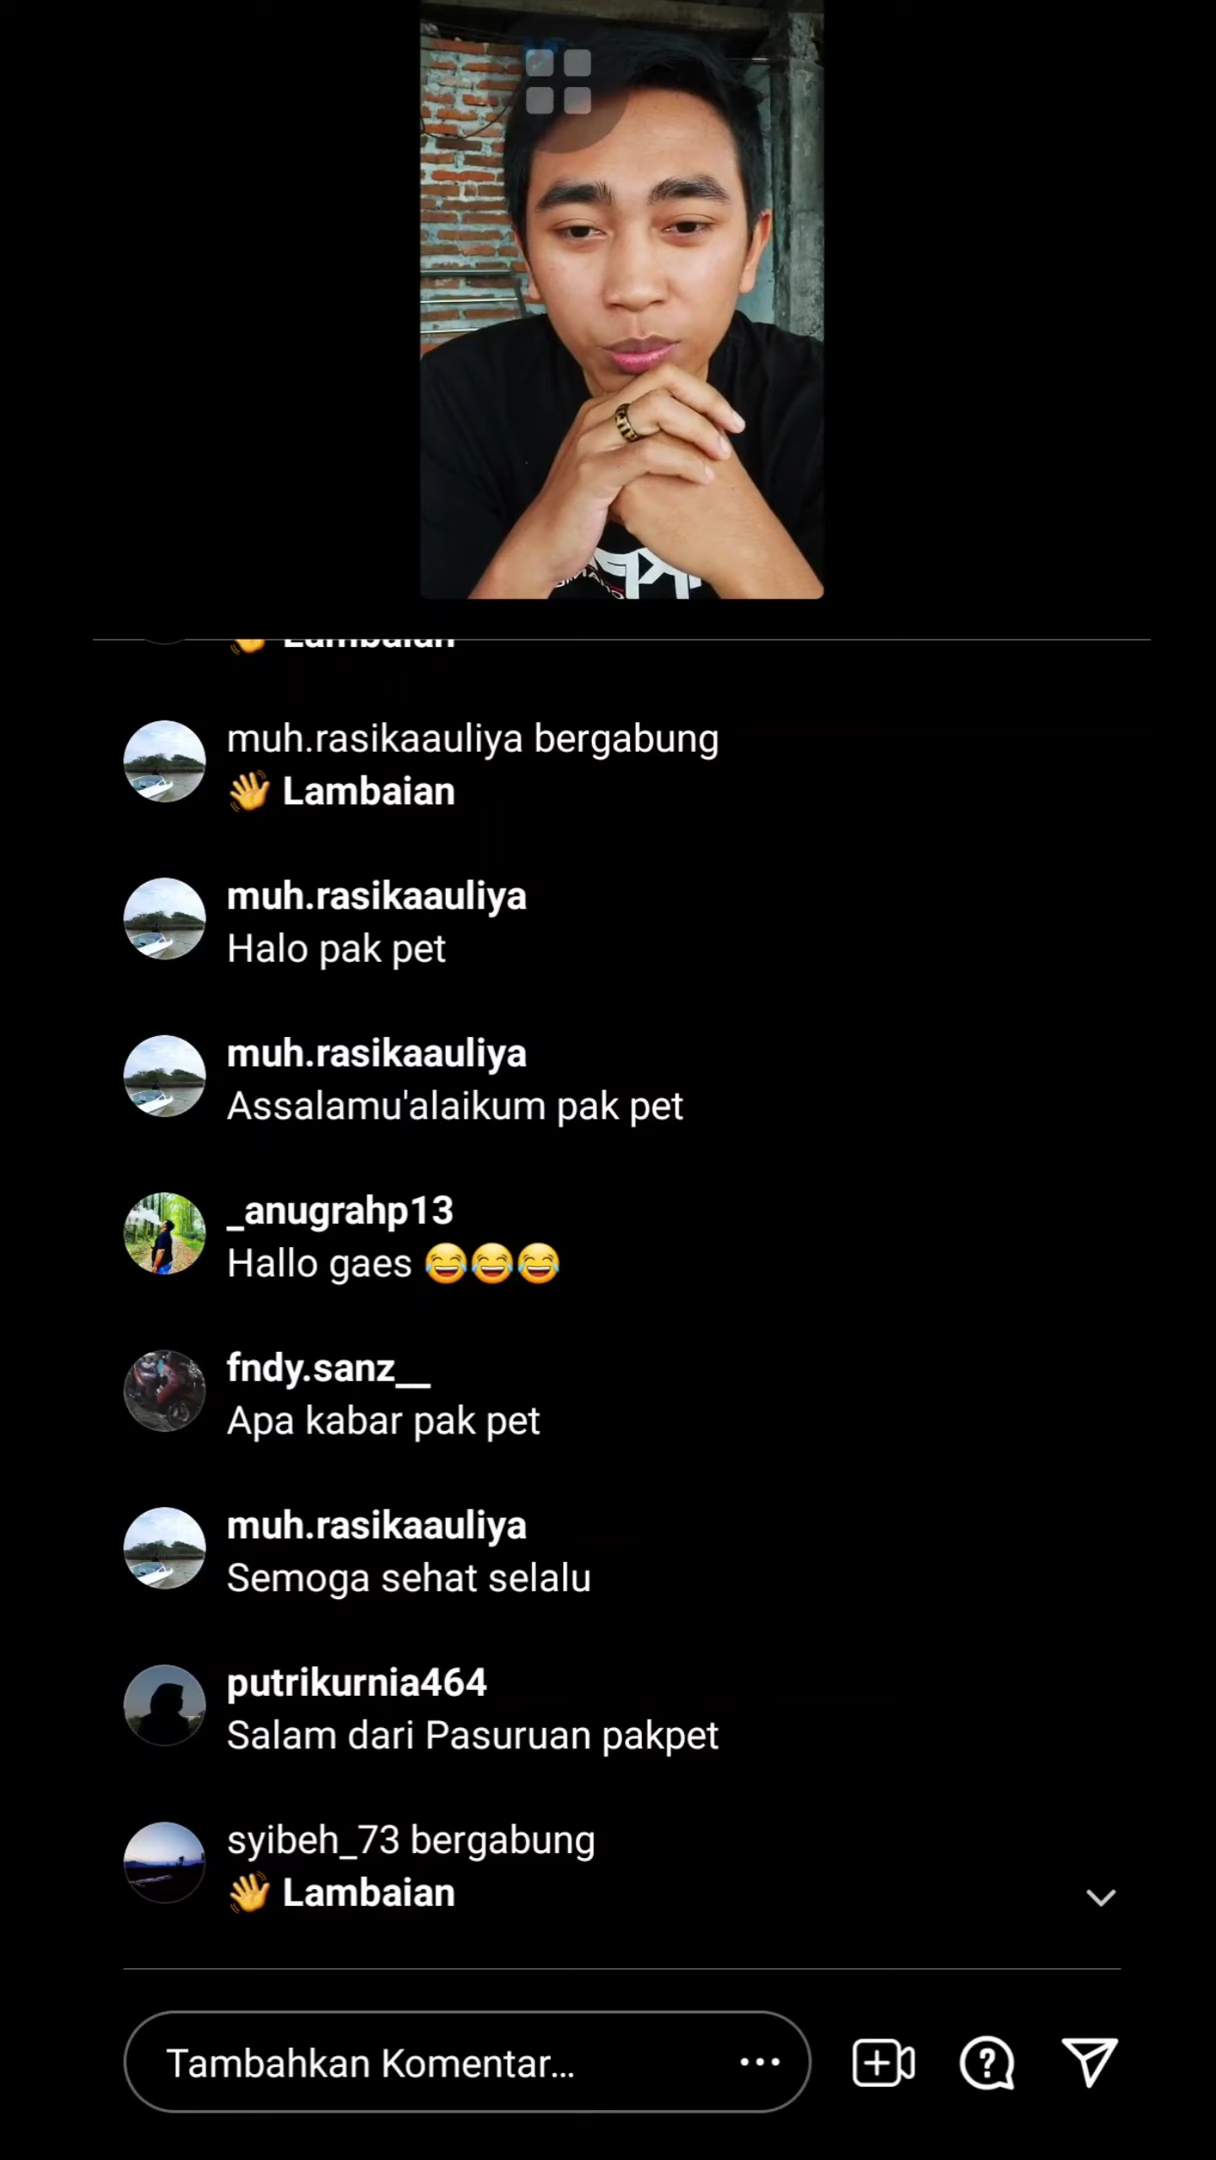 👋 Lambaian
muh.rasikaauliya bergabung
👋 Lambaian
muh.rasikaauliya
Halo pak pet
muh.rasikaauliya
Assalamu'alaikum pak pet
_anugrahp13
Hallo gaes 😂😂😂
fndy.sanz__
Apa kabar pak pet
muh.rasikaauliya
Semoga sehat selalu
putrikurnia464
Salam dari Pasuruan pakpet
syibeh_73 bergabung
👋 Lambaian
Tambahkan Komentar...